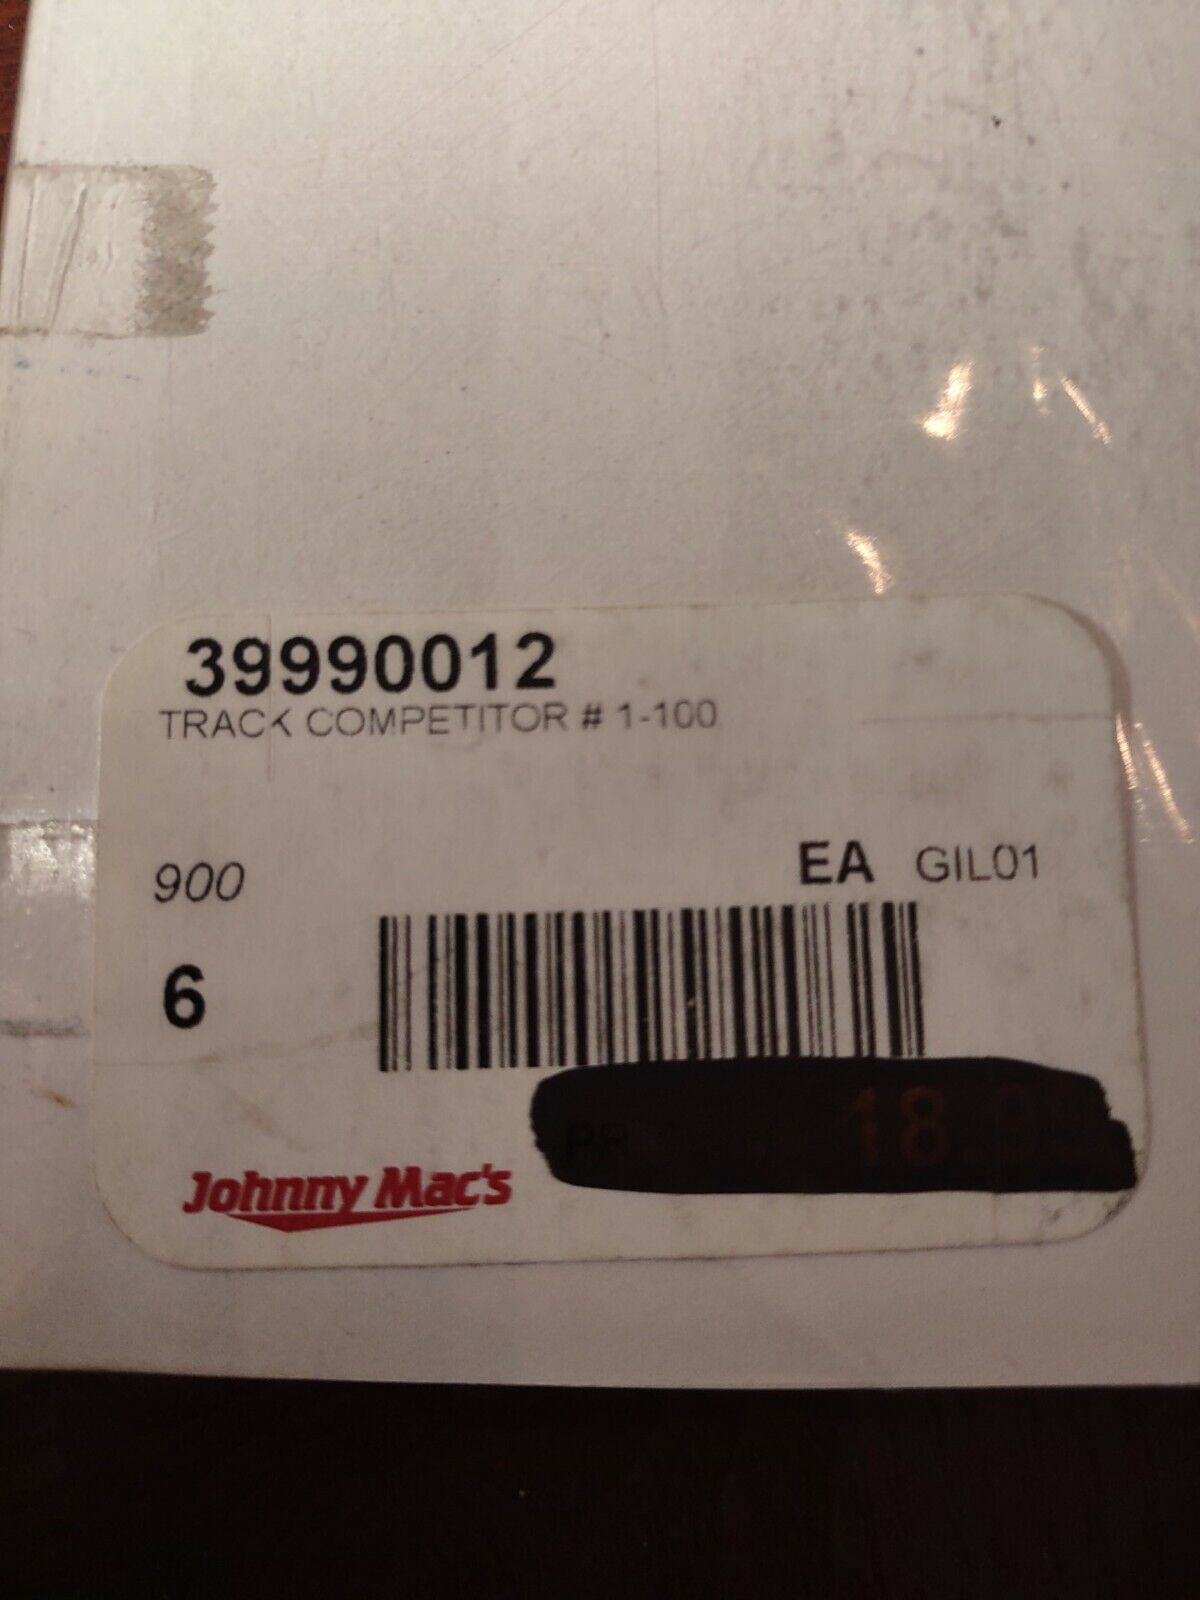 39990012
TRACK COMPETITOR # 1-100
900
EA GIL01
6
Johnny Mac's